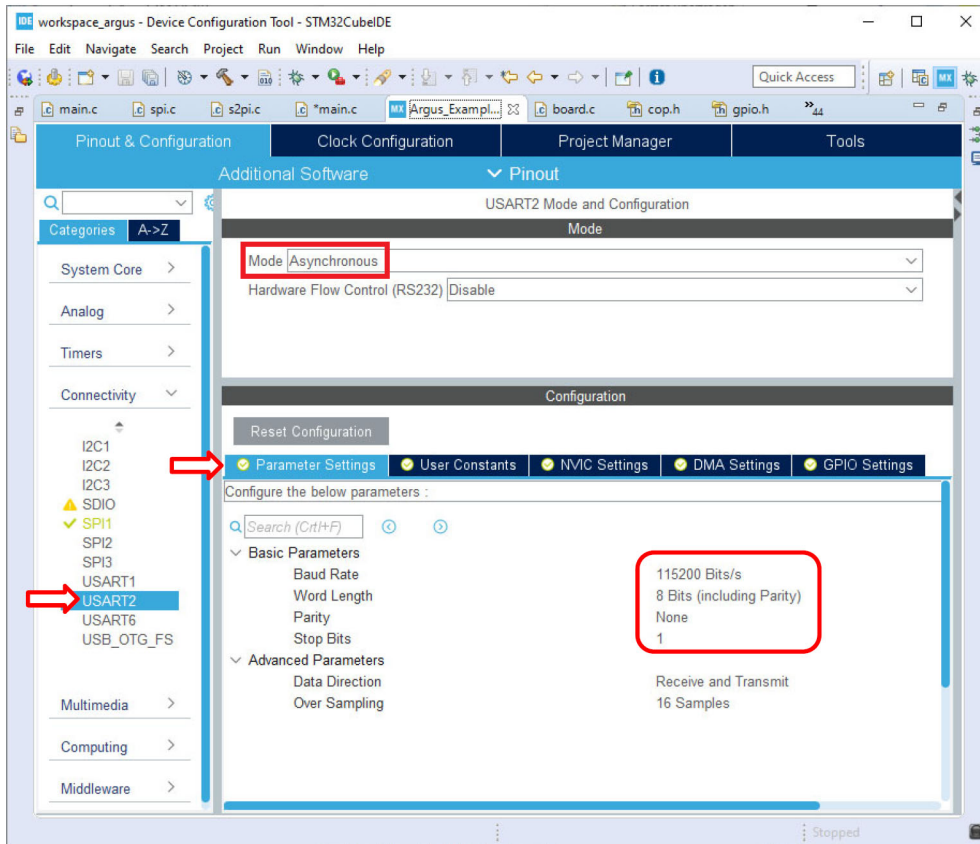 IDE workspace_argus - Device Configuration Tool - STM32CubeIDE
File Edit Navigate Search Project Run Window Help
010 Quick Access MX
.c main.c .c spi.c .c s2pi.c .c *main.c MX Argus_Exampl... .c board.c .h cop.h .h gpio.h »44
Pinout & Configuration Clock Configuration Project Manager Tools
Additional Software Pinout
USART2 Mode and Configuration
Categories A->Z
Mode
System Core
Analog
Timers
Connectivity
I2C1
I2C2
I2C3
SDIO
SPI1
SPI2
SPI3
USART1
USART2
USART6
USB_OTG_FS
Multimedia
Computing
Middleware
Mode Asynchronous
Hardware Flow Control (RS232) Disable
Configuration
Reset Configuration
Parameter Settings User Constants NVIC Settings DMA Settings GPIO Settings
Configure the below parameters :
Search (Crtl+F)
Basic Parameters
Baud Rate 115200 Bits/s
Word Length 8 Bits (including Parity)
Parity None
Stop Bits 1
Advanced Parameters
Data Direction Receive and Transmit
Over Sampling 16 Samples
Stopped